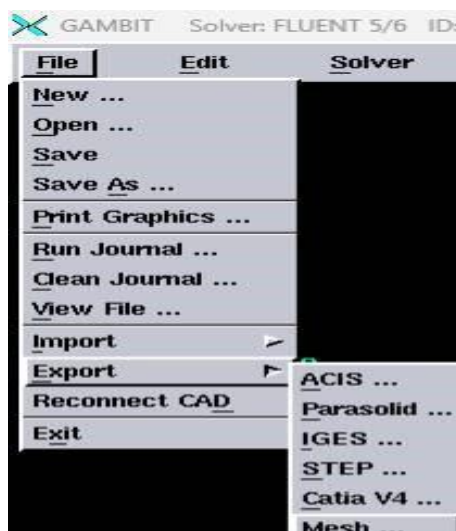 GAMBIT Solver: FLUENT 5/6 ID:
File Edit Solver
New ...
Open ...
Save
Save As ...
Print Graphics ...
Run Journal ...
Clean Journal ...
View File ...
Import
Export
Reconnect CAD
Exit
ACIS ...
Parasolid ...
IGES ...
STEP ...
Catia V4 ...
Mesh ...